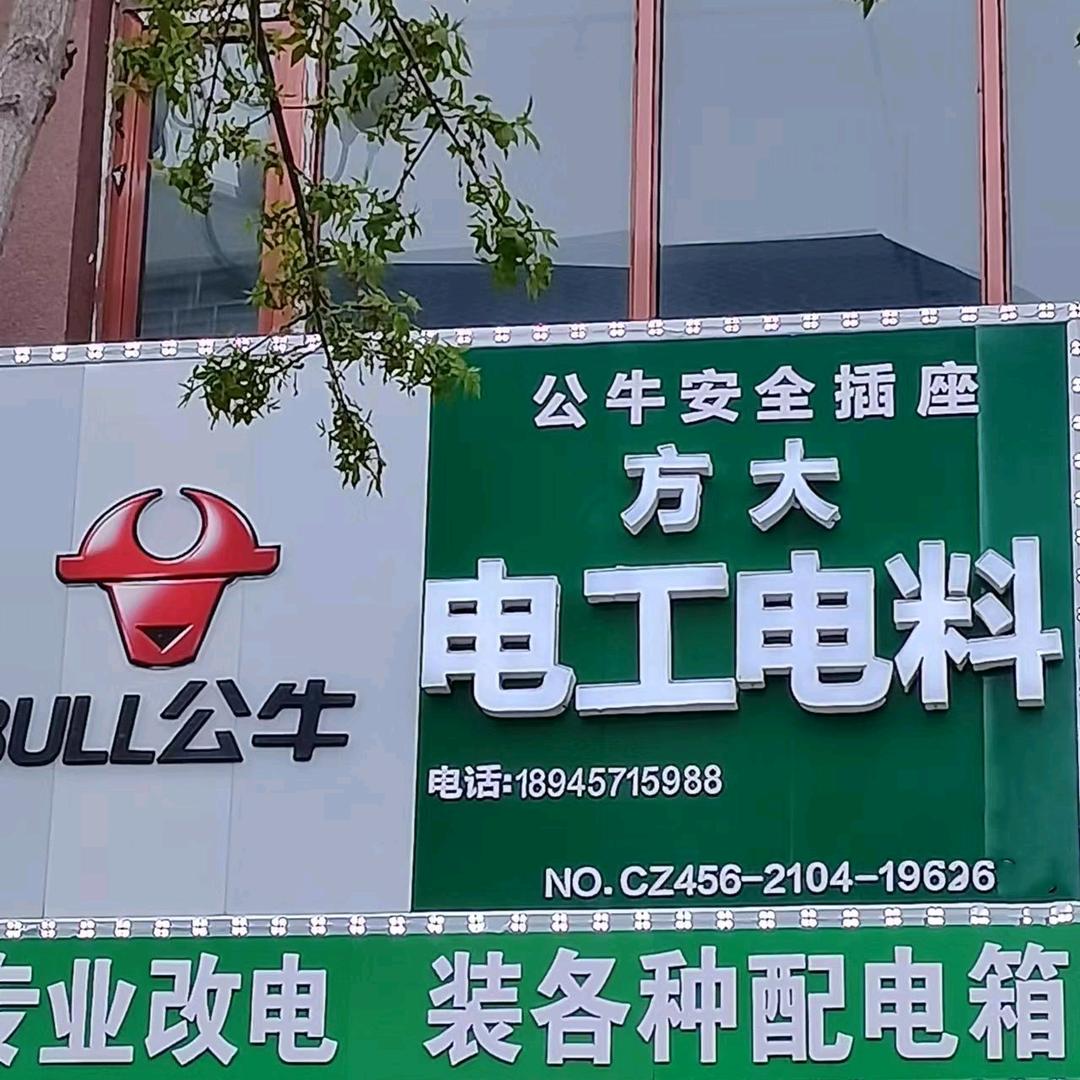 公牛安全插座
方大
电工电料
BULL公牛
电话:18945715988
NO.CZ456-2104-19626
专业改电 装各种配电箱